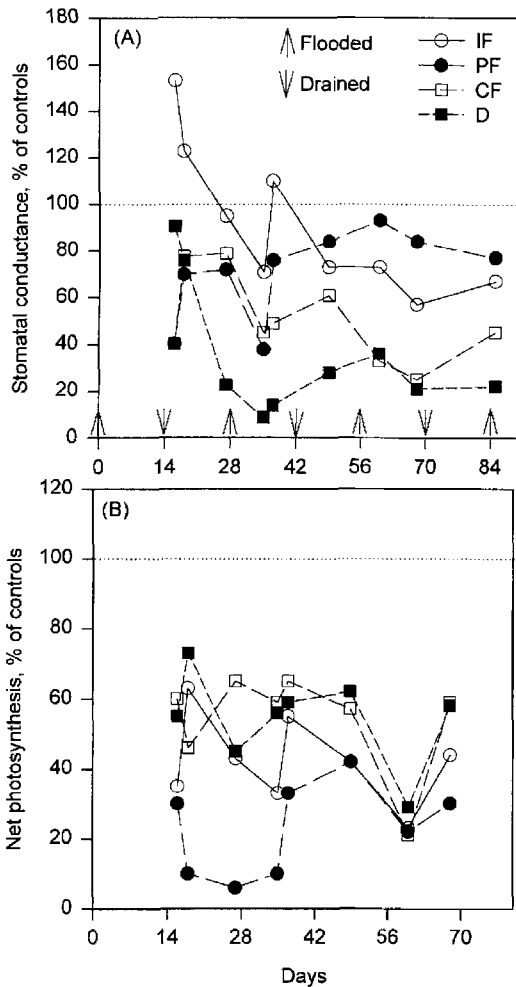 (A)
Flooded
Drained
IF
PF
CF
D
Stomatal conductance, % of controls
180
160
140
120
100
80
60
40
20
0
0 14 28 42 56 70 84
(B)
Net photosynthesis, % of controls
120
100
80
60
40
20
0
0 14 28 42 56 70
Days